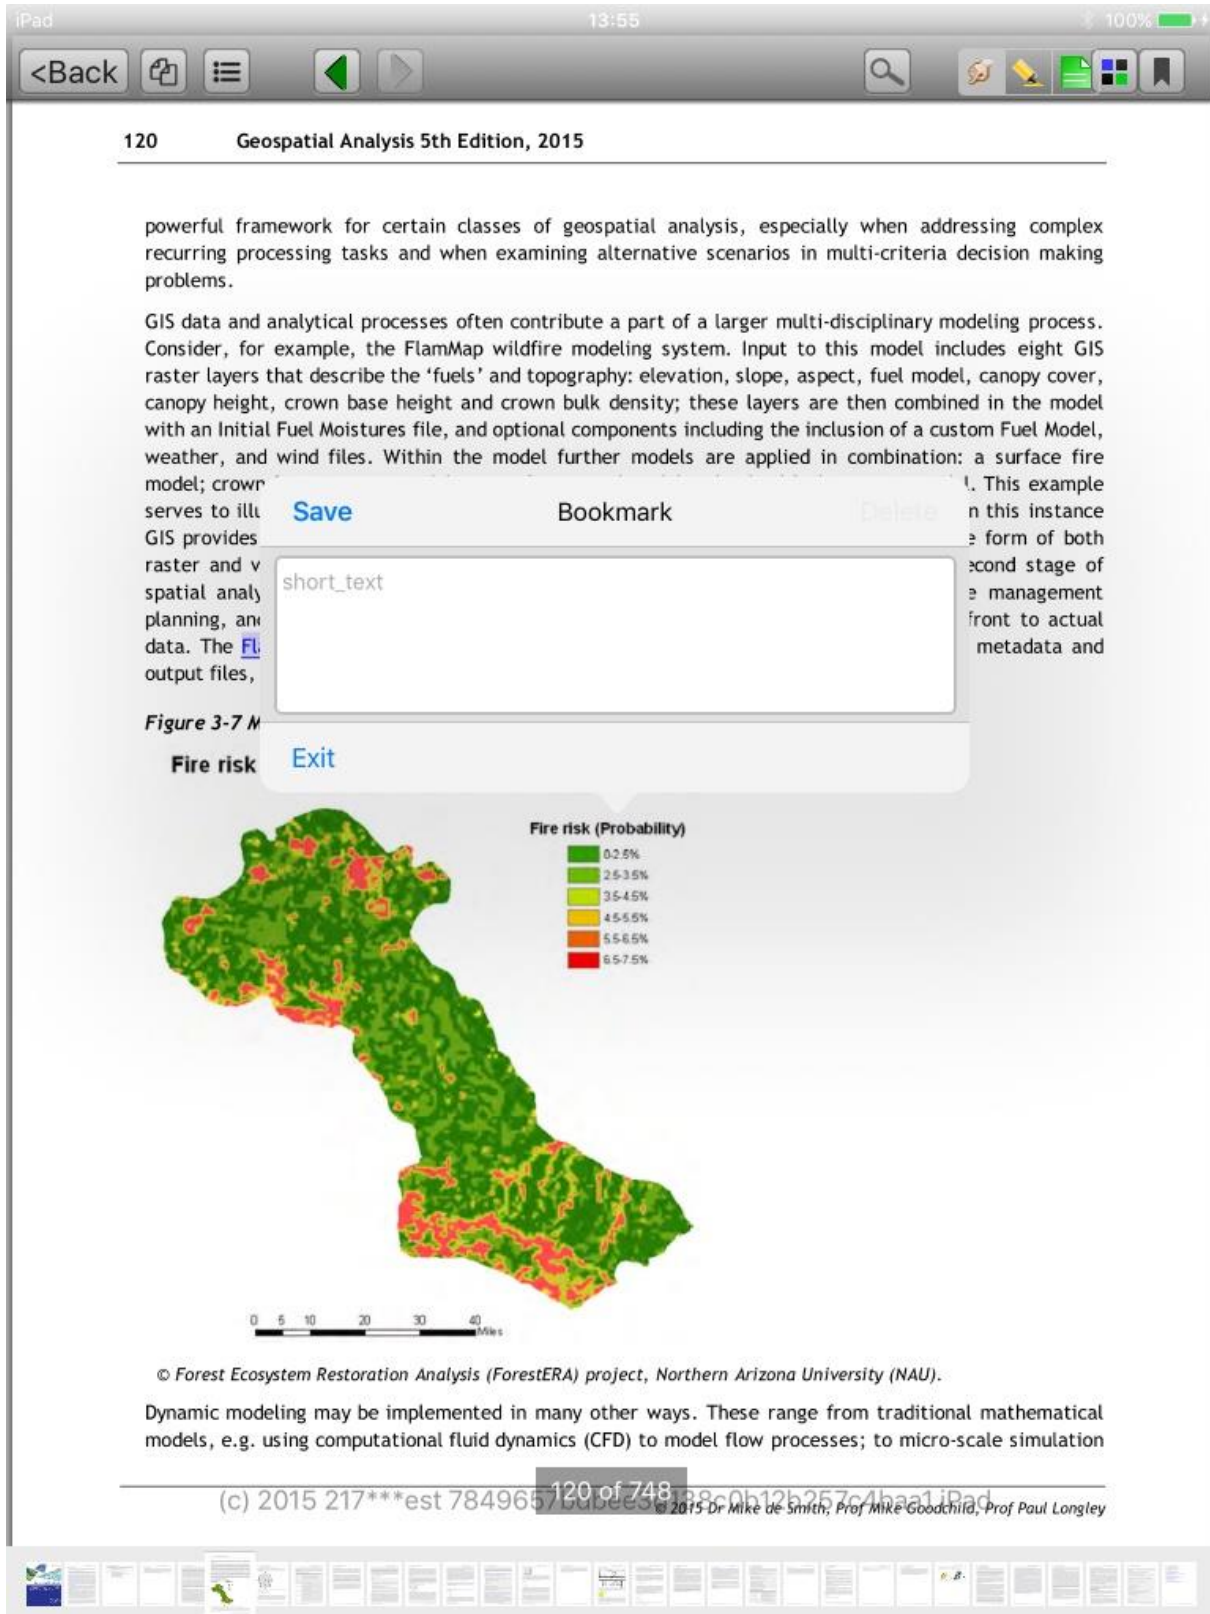 iPad 13:55 100%
<Back
120 Geospatial Analysis 5th Edition, 2015
powerful framework for certain classes of geospatial analysis, especially when addressing complex
recurring processing tasks and when examining alternative scenarios in multi-criteria decision making
problems.
GIS data and analytical processes often contribute a part of a larger multi-disciplinary modeling process.
Consider, for example, the FlamMap wildfire modeling system. Input to this model includes eight GIS
raster layers that describe the ‘fuels’ and topography: elevation, slope, aspect, fuel model, canopy cover,
canopy height, crown base height and crown bulk density; these layers are then combined in the model
with an Initial Fuel Moistures file, and optional components including the inclusion of a custom Fuel Model,
weather, and wind files. Within the model further models are applied in combination: a surface fire
model; crown . This example
serves to n this instance
GIS provides form of both
raster and econd stage of
spatial management
planning, front to actual
data. The metadata and
output files,
Save Bookmark Delete
short_text
Exit
Figure 3-7
Fire risk
Fire risk (Probability)
0-2.5%
2.5-3.5%
3.5-4.5%
4.5-5.5%
5.5-6.5%
6.5-7.5%
0 5 10 20 30 40
Miles
© Forest Ecosystem Restoration Analysis (ForestERA) project, Northern Arizona University (NAU).
Dynamic modeling may be implemented in many other ways. These range from traditional mathematical
models, e.g. using computational fluid dynamics (CFD) to model flow processes; to micro-scale simulation
120 of 748
(c) 2015 217***est
© 2015 Dr Mike de Smith, Prof Mike Goodchild, Prof Paul Longley